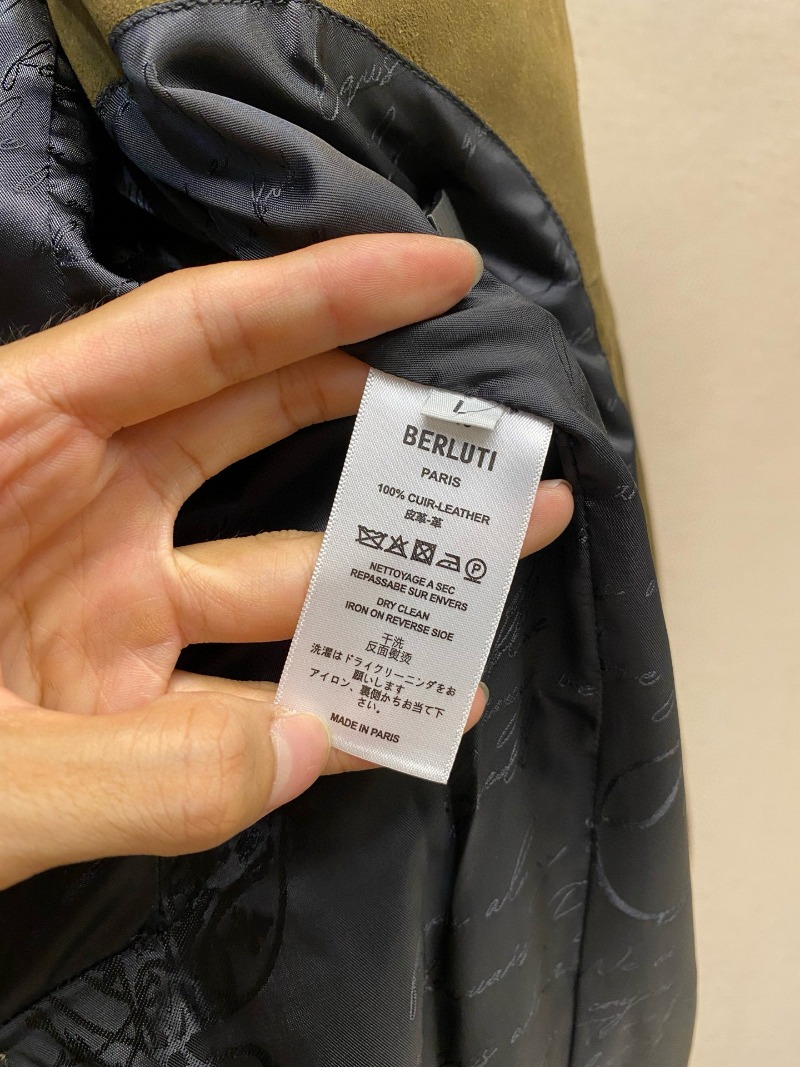 BERLUTI
PARIS
100% CUIR-LEATHER
皮革-革
NETTOYAGE A SEC
REPASSABE SUR ENVERS
DRY CLEAN
IRON ON REVERSE SIDE
干洗
反面熨烫
洗濯はドライクリーニングをお
願いします
アイロン、裏側からお当て下
さい。
MADE IN PARIS